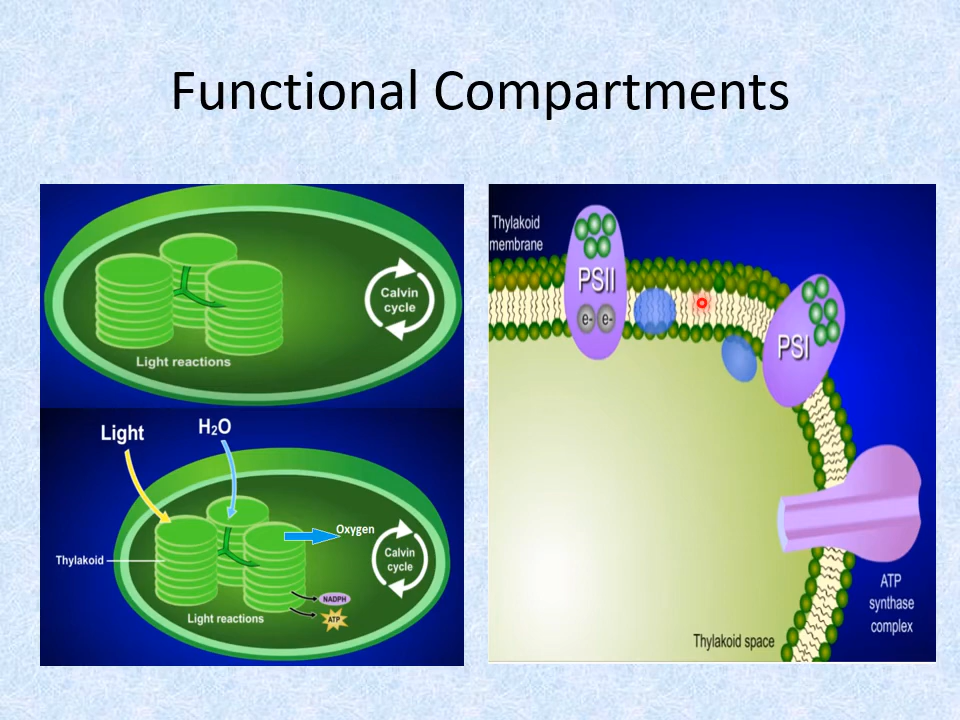 Functional Compartments
Calvin
cycle
Light reactions
Light
H₂O
Oxygen
Thylakoid
Calvin
cycle
NADPH
ATP
Light reactions
Thylakoid
membrane
PSII
e- e-
PSI
ATP
synthase
complex
Thylakoid space